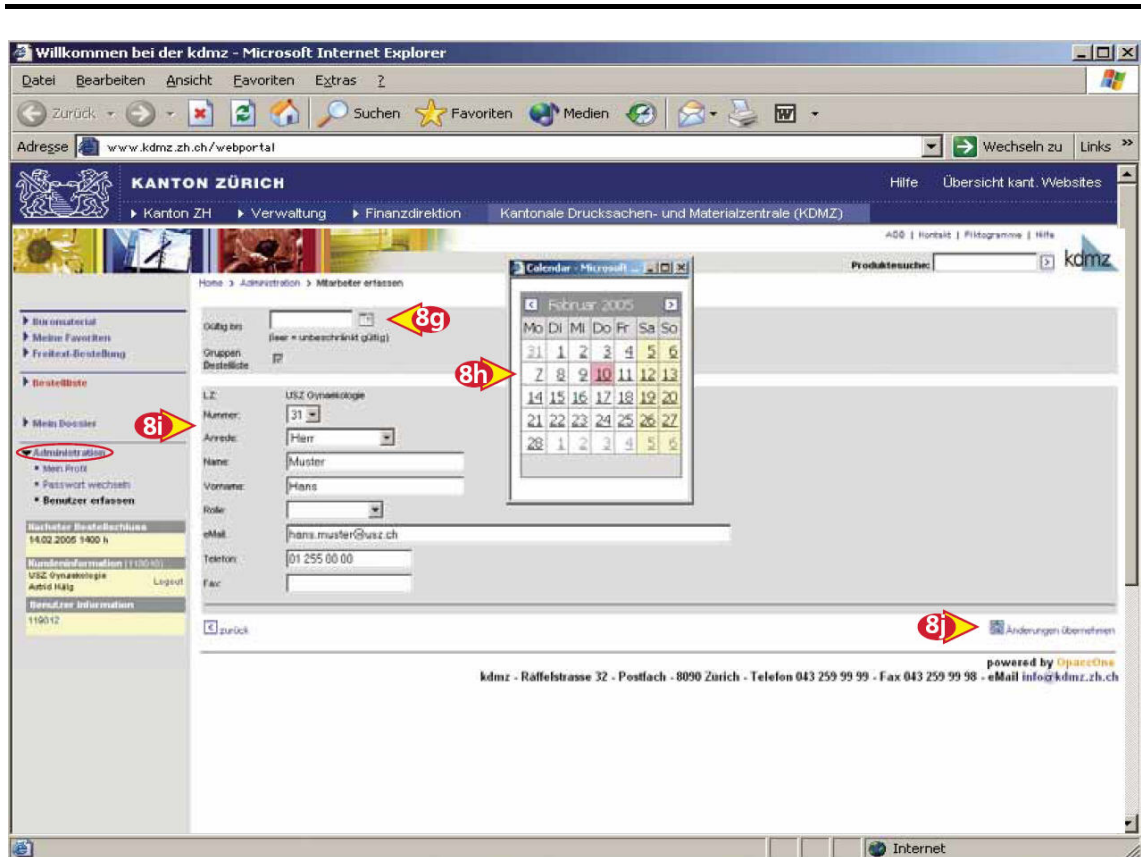 Willkommen bei der kdmz - Microsoft Internet Explorer
Datei Bearbeiten Ansicht Favoriten Extras ?
Zurück Suchen Favoriten Medien
Adresse www.kdmz.zh.ch/webportal Wechseln zu Links »
KANTON ZÜRICH Hilfe Übersicht kant. Websites
Kanton ZH Verwaltung Finanzdirektion Kantonale Drucksachen- und Materialzentrale (KDMZ)
AGB | Kontakt | Piktogramme | Hilfe
Produktesuche: kdmz
Home > Administration > Mitarbeiter erfassen
Büromaterial
Meine Favoriten
Freitext-Bestellung
Bestelliste
Mein Dossier
Administration
Mein Profil
Passwort wechseln
Benutzer erfassen
Nächster Bestellschluss
14.02.2005 1400 h
Kundeninformation
USZ Gynaekologie
Astrid Hälg Logout
Benutzer Information
119012
Gültig bis 8g
(leer = unbeschränkt gültig)
Gruppen
Bestelliste
8i
LZ: USZ Gynaekologie
Nummer: 31
Anrede: Herr
Name: Muster
Vorname: Hans
Rolle:
eMail: hans.muster@usz.ch
Telefon: 01 255 00 00
Fax:
Calendar - Microsoft ...
Februar 2005
Mo Di Mi Do Fr Sa So
31 1 2 3 4 5 6
8h
7 8 9 10 11 12 13
14 15 16 17 18 19 20
21 22 23 24 25 26 27
28 1 2 3 4 5 6
zurück 8j Änderungen übernehmen
powered by OpaccOne
kdmz - Räffelstrasse 32 - Postfach - 8090 Zürich - Telefon 043 259 99 99 - Fax 043 259 99 98 - eMail info@kdmz.zh.ch
Internet